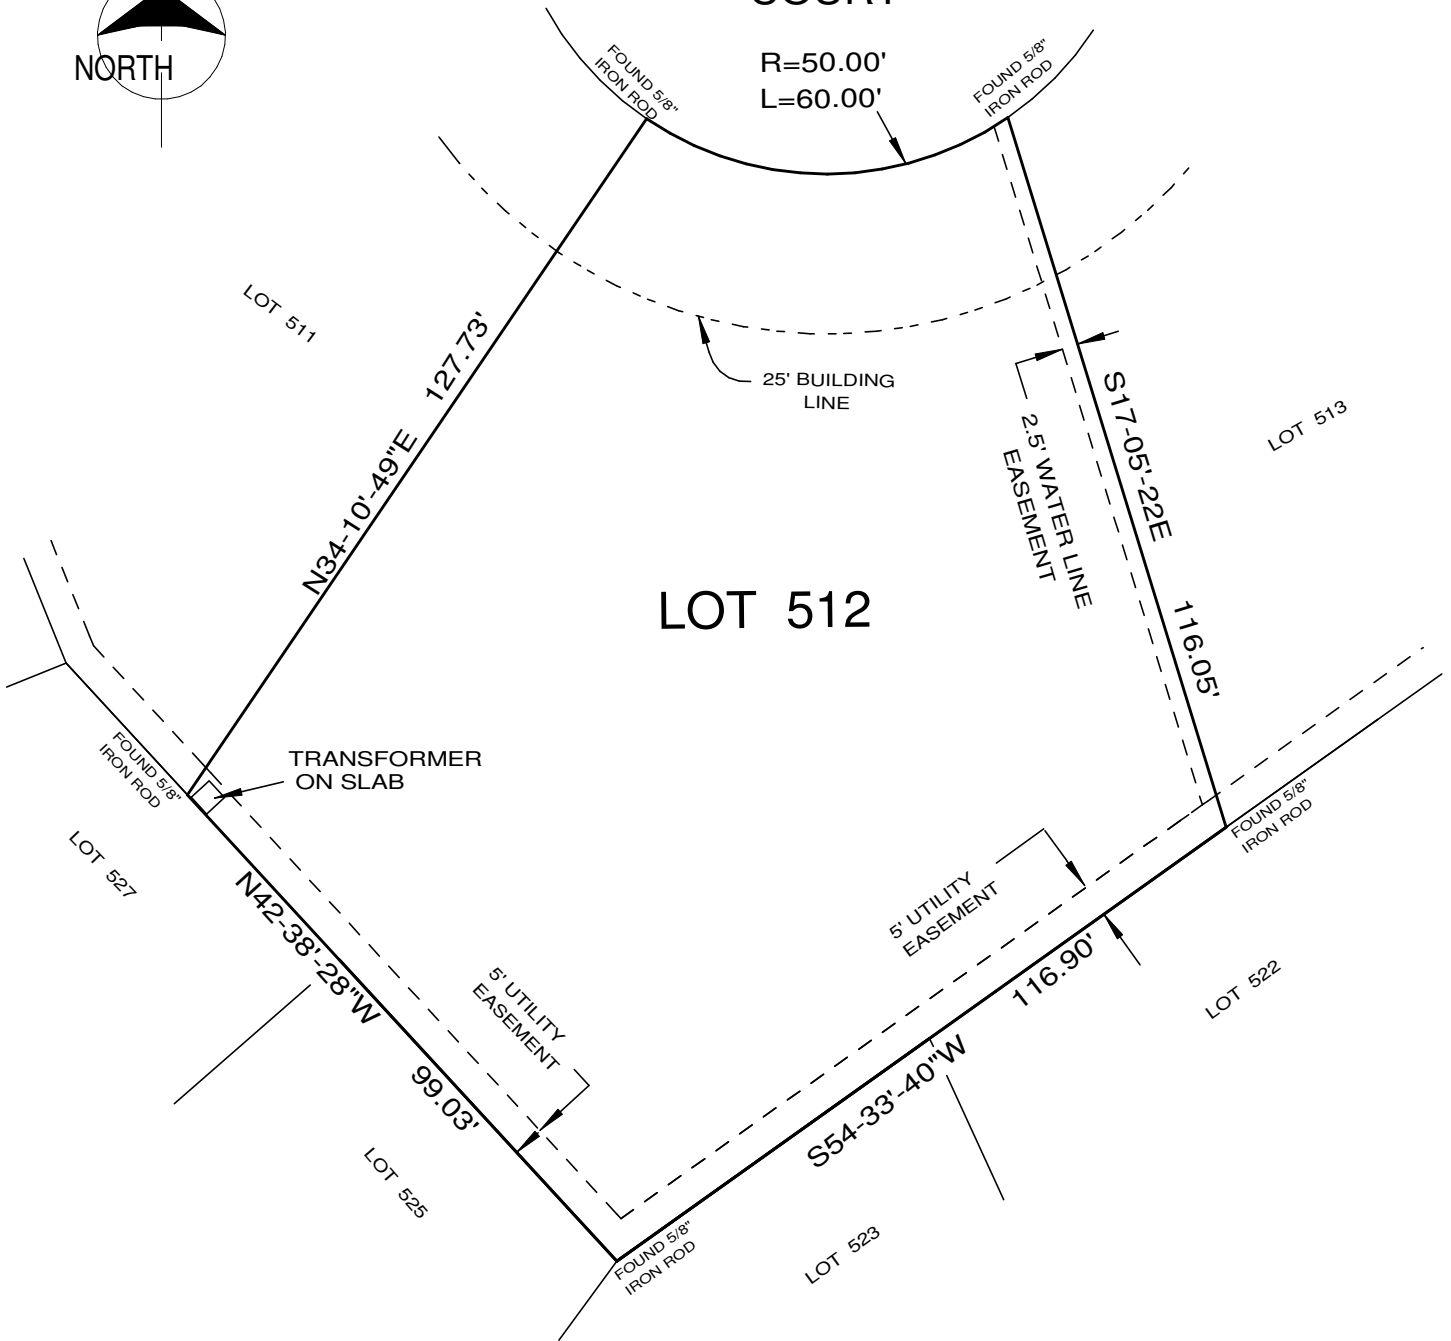 COURT
NORTH
R=50.00'
L=60.00'
FOUND 5/8"
IRON ROD
FOUND 5/8"
IRON ROD
LOT 511
N34-10'-49"E 127.73'
25' BUILDING
LINE
2.5' WATER LINE
EASEMENT
S17-05'-22E 116.05'
LOT 513
LOT 512
TRANSFORMER
ON SLAB
FOUND 5/8"
IRON ROD
LOT 527
N42-38'-28"W 99.03'
5' UTILITY
EASEMENT
5' UTILITY
EASEMENT
FOUND 5/8"
IRON ROD
116.90'
S54-33'-40"W
LOT 522
LOT 525
FOUND 5/8"
IRON ROD
LOT 523